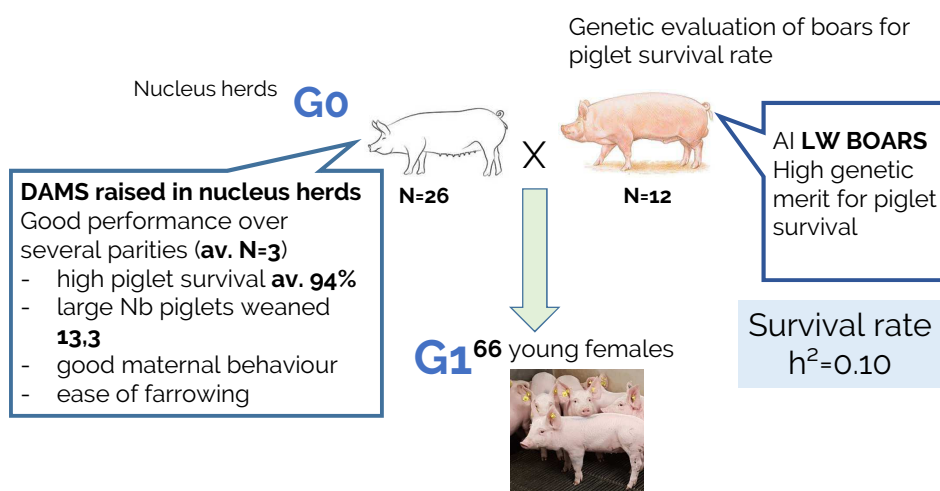 Genetic evaluation of boars for
piglet survival rate
Nucleus herds
G0
X
N=26
N=12
DAMS raised in nucleus herds
Good performance over
several parities (av. N=3)
- high piglet survival av. 94%
- large Nb piglets weaned
13,3
- good maternal behaviour
- ease of farrowing
AI LW BOARS
High genetic
merit for piglet
survival
Survival rate
h²=0.10
G1 66 young females